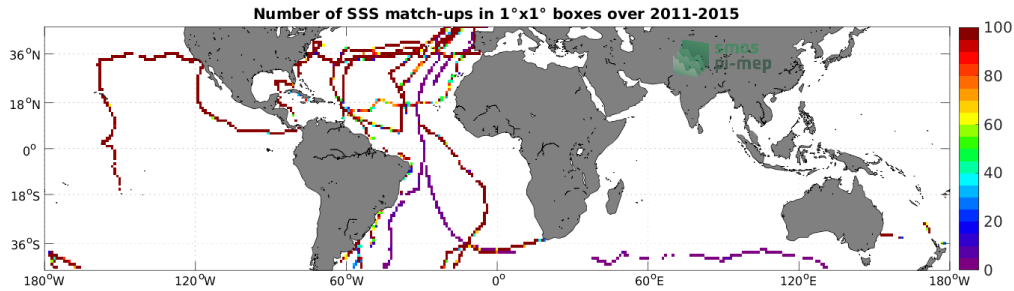 Number of SSS match-ups in 1°x1° boxes over 2011-2015
smos
pi-mep
36°N
18°N
0°
18°S
36°S
180°W
120°W
60°W
0°
60°E
120°E
180°W
100
80
60
40
20
0